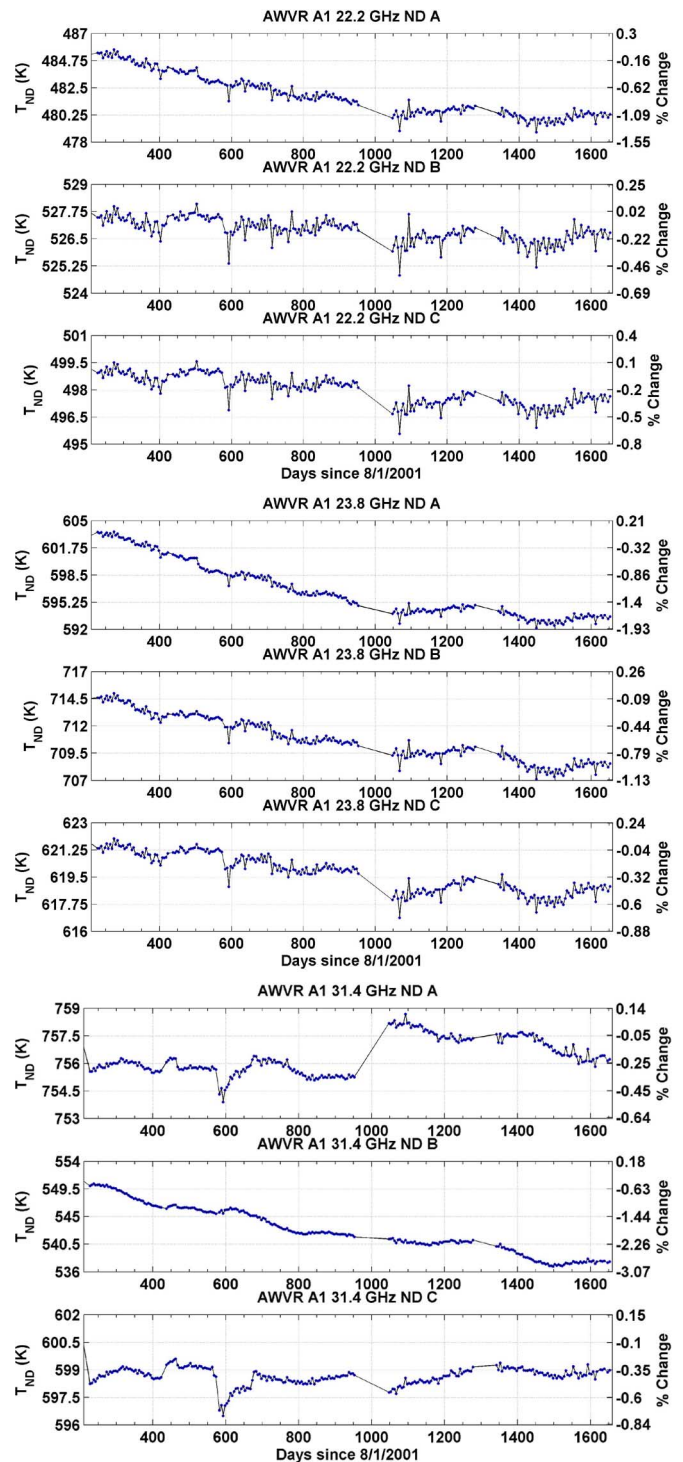 AWVR A1 22.2 GHz ND A
T_ND (K)
487
484.75
482.5
480.25
478
0.3
-0.16
-0.62
-1.09
-1.55
% Change
400 600 800 1000 1200 1400 1600
AWVR A1 22.2 GHz ND B
T_ND (K)
529
527.75
526.5
525.25
524
0.25
0.02
-0.22
-0.46
-0.69
% Change
400 600 800 1000 1200 1400 1600
AWVR A1 22.2 GHz ND C
T_ND (K)
501
499.5
498
496.5
495
0.4
0.1
-0.2
-0.5
-0.8
% Change
400 600 800 1000 1200 1400 1600
Days since 8/1/2001
AWVR A1 23.8 GHz ND A
T_ND (K)
605
601.75
598.5
595.25
592
0.21
-0.32
-0.86
-1.4
-1.93
% Change
400 600 800 1000 1200 1400 1600
AWVR A1 23.8 GHz ND B
T_ND (K)
717
714.5
712
709.5
707
0.26
-0.09
-0.44
-0.79
-1.13
% Change
400 600 800 1000 1200 1400 1600
AWVR A1 23.8 GHz ND C
T_ND (K)
623
621.25
619.5
617.75
616
0.24
-0.04
-0.32
-0.6
-0.88
% Change
400 600 800 1000 1200 1400 1600
Days since 8/1/2001
AWVR A1 31.4 GHz ND A
T_ND (K)
759
757.5
756
754.5
753
0.14
-0.05
-0.25
-0.45
-0.64
% Change
400 600 800 1000 1200 1400 1600
AWVR A1 31.4 GHz ND B
T_ND (K)
554
549.5
545
540.5
536
0.18
-0.63
-1.44
-2.26
-3.07
% Change
400 600 800 1000 1200 1400 1600
AWVR A1 31.4 GHz ND C
T_ND (K)
602
600.5
599
597.5
596
0.15
-0.1
-0.35
-0.6
-0.84
% Change
400 600 800 1000 1200 1400 1600
Days since 8/1/2001